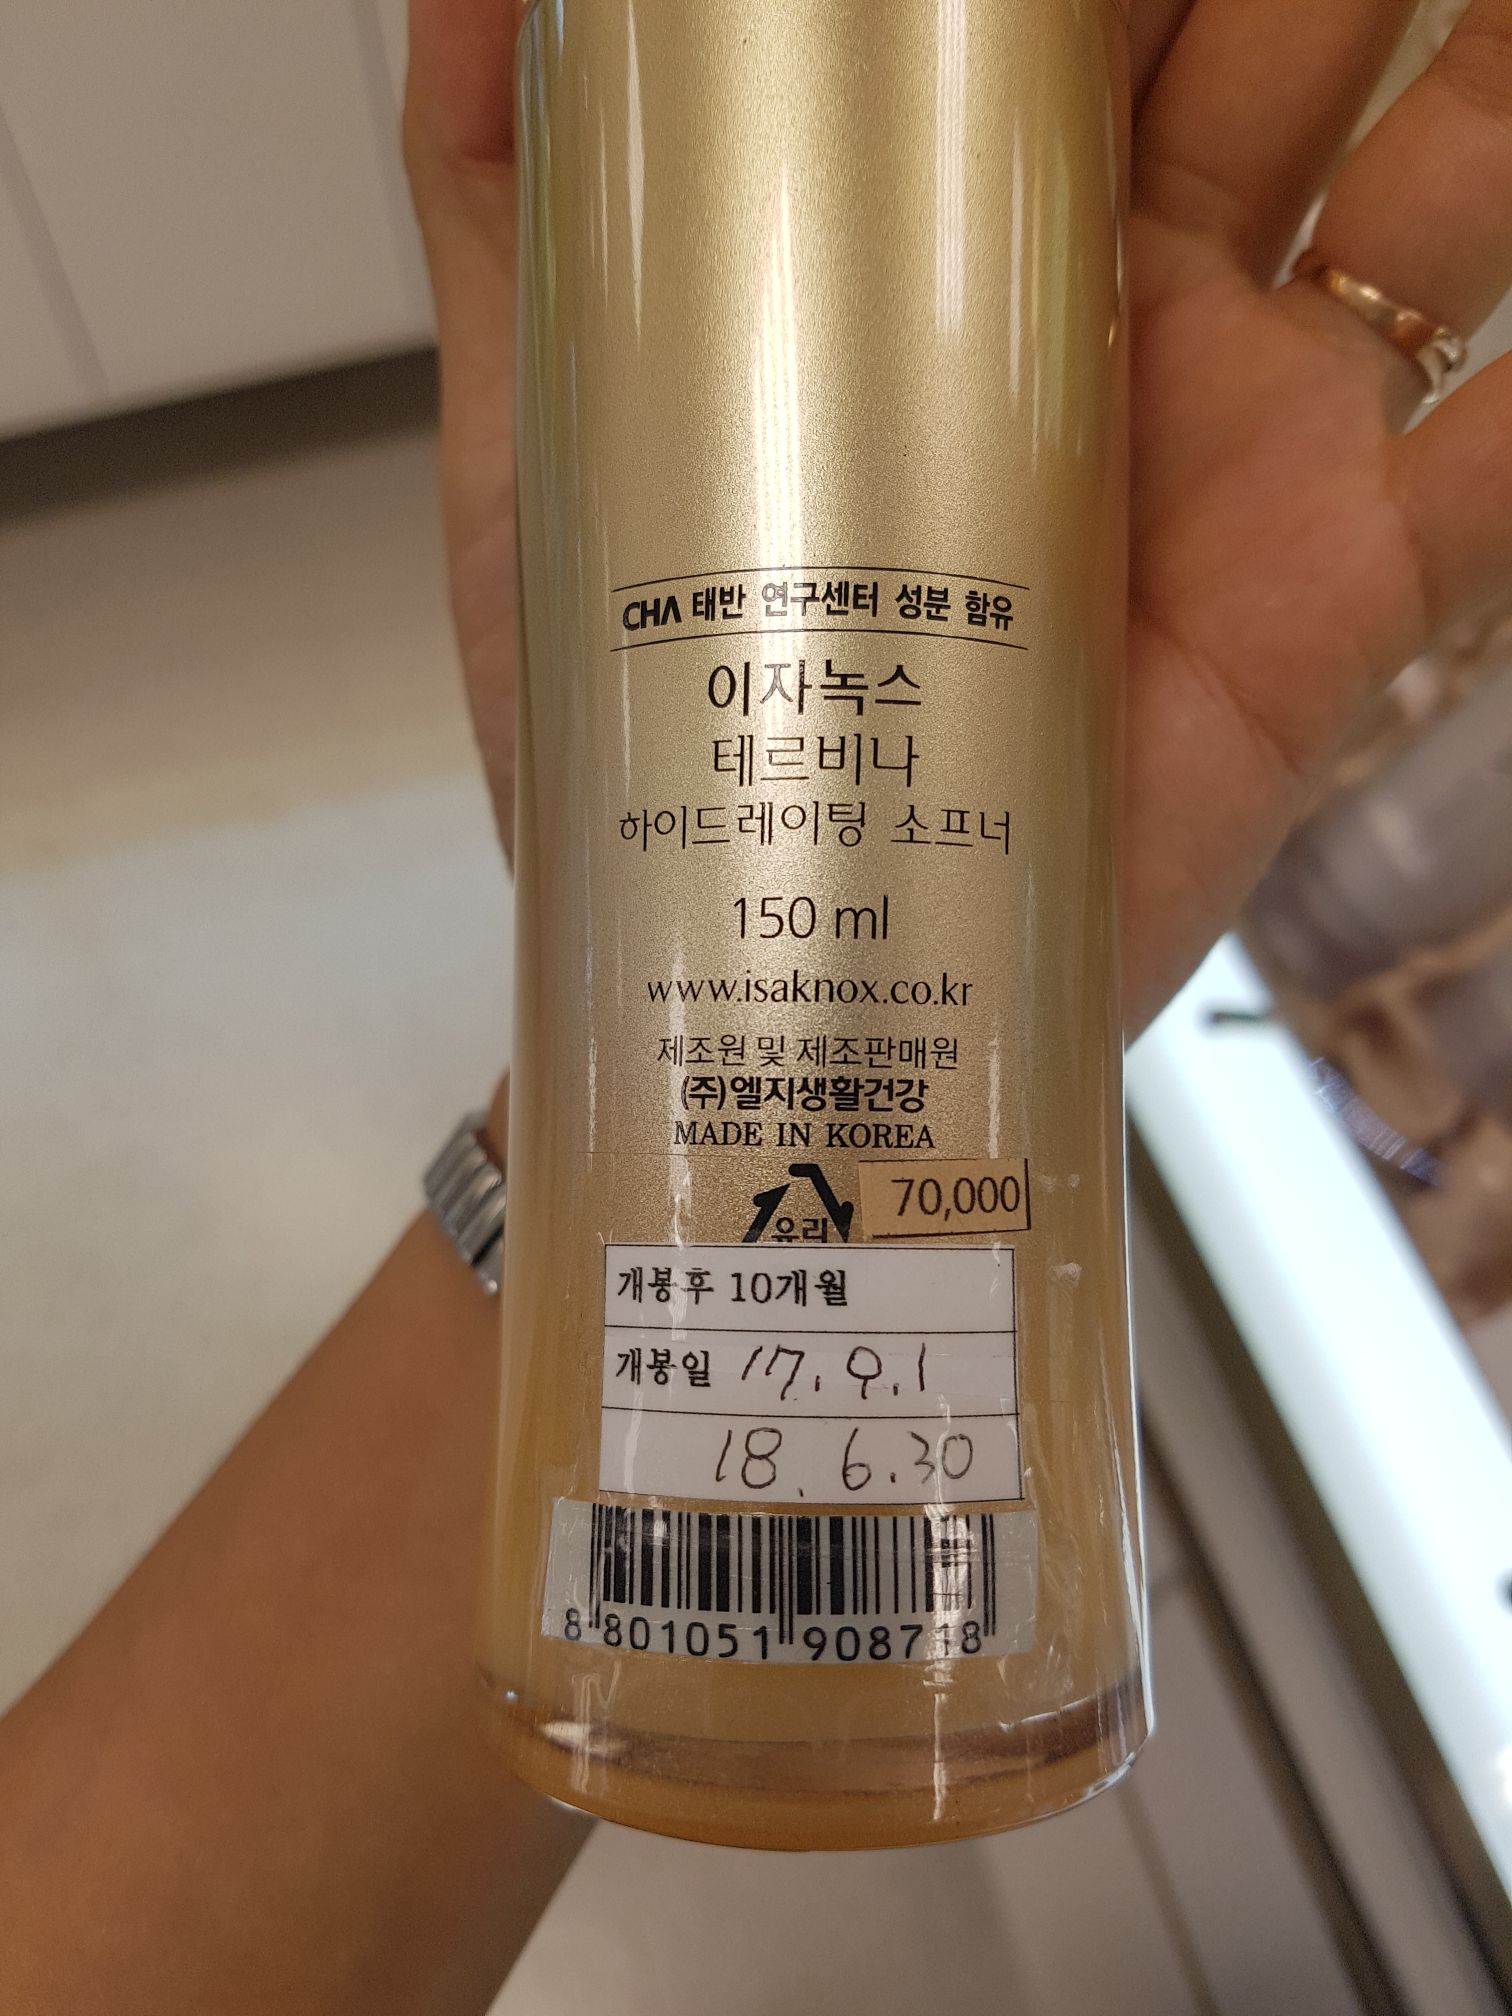 CHA 태반 연구센터 성분 함유
이자녹스
테르비나
하이드레이팅 소프너
150 ml
www.isaknox.co.kr
제조원 및 제조판매원
(주)엘지생활건강
MADE IN KOREA
유리
70,000
개봉후 10개월
개봉일 17. 9. 1
18. 6. 30
8 801051 908718